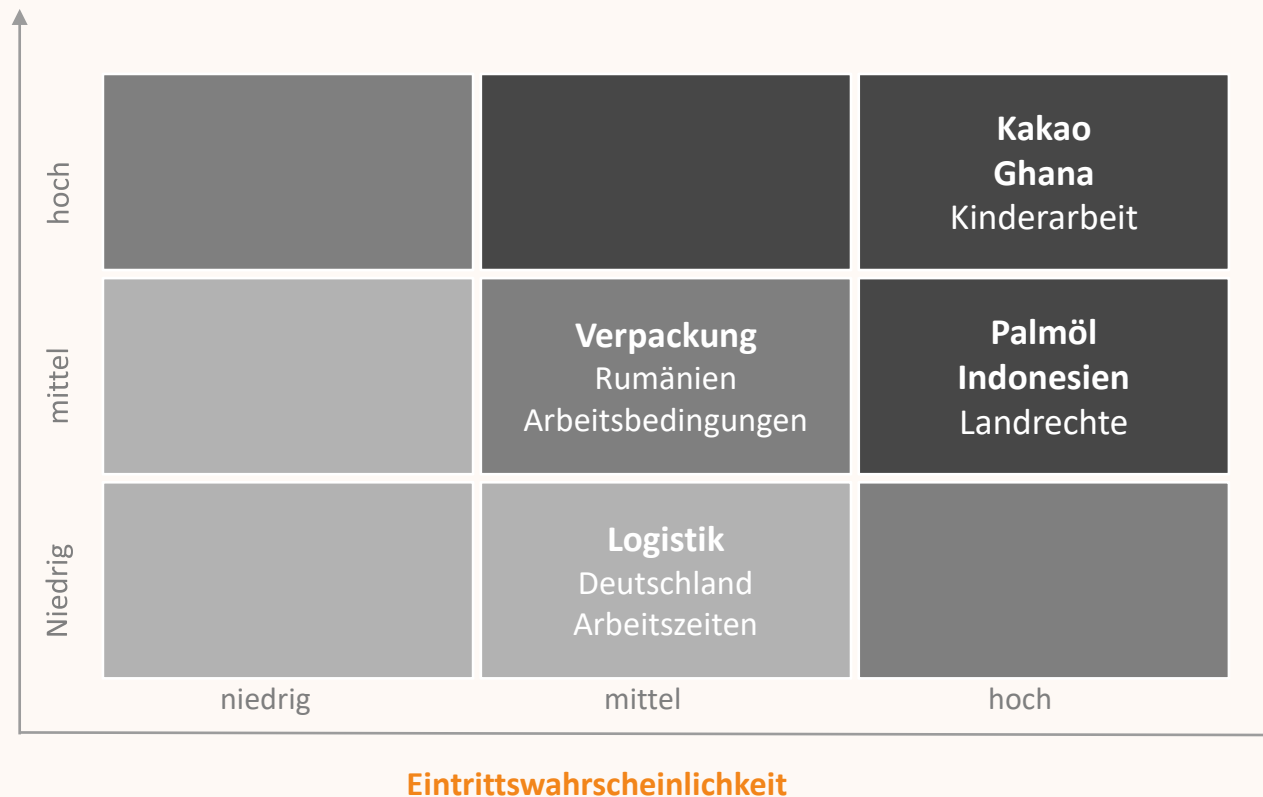 hoch
Kakao
Ghana
Kinderarbeit
mittel
Verpackung
Rumänien
Arbeitsbedingungen
Palmöl
Indonesien
Landrechte
Niedrig
Logistik
Deutschland
Arbeitszeiten
niedrig
mittel
hoch
Eintrittswahrscheinlichkeit